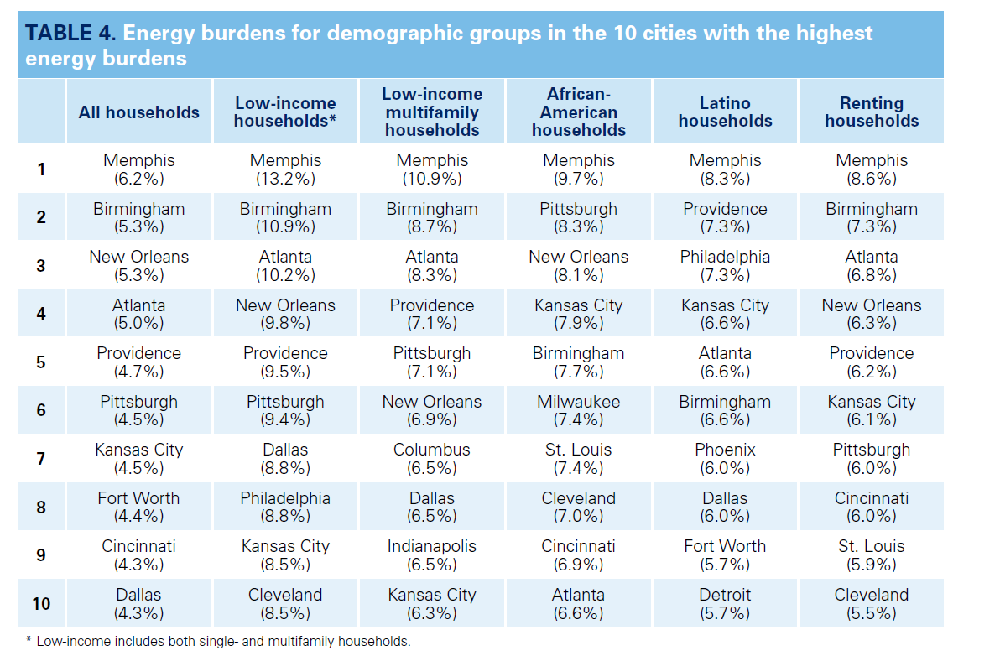 TABLE 4. Energy burdens for demographic groups in the 10 cities with the highest
energy burdens
All households
Low-income
households*
Low-income
multifamily
households
African-
American
households
Latino
households
Renting
households
1
Memphis
(6.2%)
Memphis
(13.2%)
Memphis
(10.9%)
Memphis
(9.7%)
Memphis
(8.3%)
Memphis
(8.6%)
2
Birmingham
(5.3%)
Birmingham
(10.9%)
Birmingham
(8.7%)
Pittsburgh
(8.3%)
Providence
(7.3%)
Birmingham
(7.3%)
3
New Orleans
(5.3%)
Atlanta
(10.2%)
Atlanta
(8.3%)
New Orleans
(8.1%)
Philadelphia
(7.3%)
Atlanta
(6.8%)
4
Atlanta
(5.0%)
New Orleans
(9.8%)
Providence
(7.1%)
Kansas City
(7.9%)
Kansas City
(6.6%)
New Orleans
(6.3%)
5
Providence
(4.7%)
Providence
(9.5%)
Pittsburgh
(7.1%)
Birmingham
(7.7%)
Atlanta
(6.6%)
Providence
(6.2%)
6
Pittsburgh
(4.5%)
Pittsburgh
(9.4%)
New Orleans
(6.9%)
Milwaukee
(7.4%)
Birmingham
(6.6%)
Kansas City
(6.1%)
7
Kansas City
(4.5%)
Dallas
(8.8%)
Columbus
(6.5%)
St. Louis
(7.4%)
Phoenix
(6.0%)
Pittsburgh
(6.0%)
8
Fort Worth
(4.4%)
Philadelphia
(8.8%)
Dallas
(6.5%)
Cleveland
(7.0%)
Dallas
(6.0%)
Cincinnati
(6.0%)
9
Cincinnati
(4.3%)
Kansas City
(8.5%)
Indianapolis
(6.5%)
Cincinnati
(6.9%)
Fort Worth
(5.7%)
St. Louis
(5.9%)
10
Dallas
(4.3%)
Cleveland
(8.5%)
Kansas City
(6.3%)
Atlanta
(6.6%)
Detroit
(5.7%)
Cleveland
(5.5%)
* Low-income includes both single- and multifamily households.